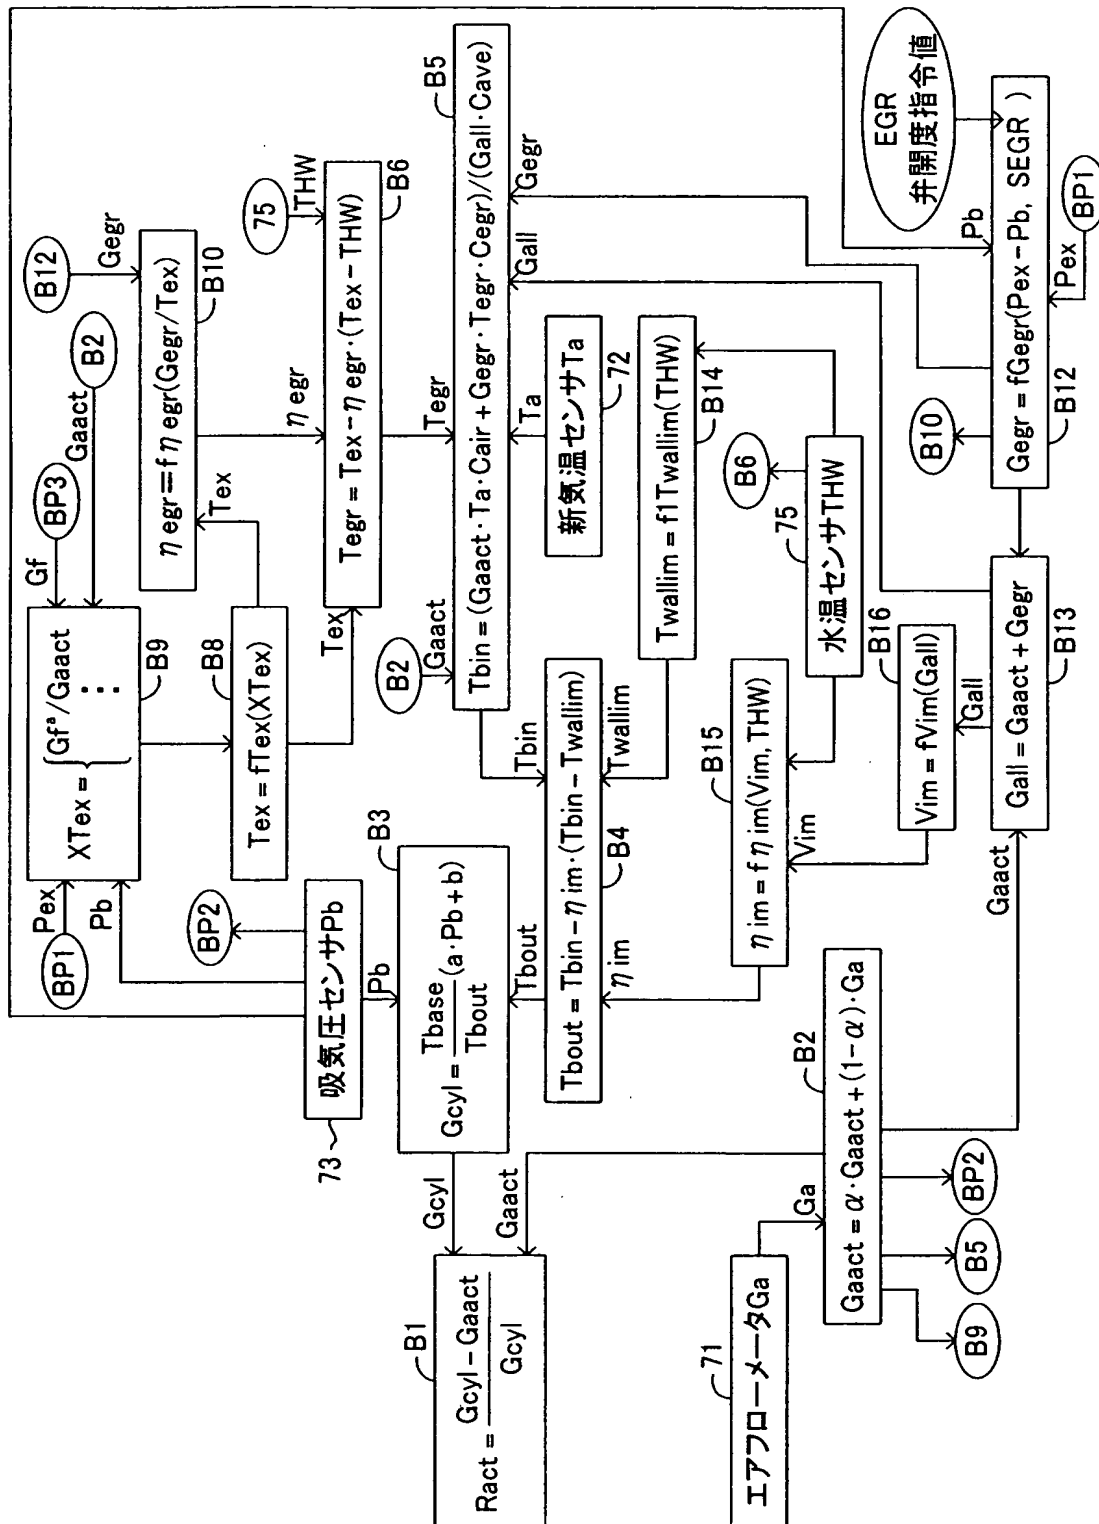 Ract = Gcyl − Gaact / Gcyl
B1
Gcyl
Gaact
エアフローメータGa
71
Ga
Gaact = α・Gaact + (1−α)・Ga
B2
B9
B5
BP2
Gaact
吸気圧センサPb
73
Pb
BP2
Gcyl = Tbase / Tbout (a・Pb + b)
B3
Tbout
Tbout = Tbin − ηim・(Tbin − Twallim)
B4
ηim
Tbin
Twallim
ηim = fηim(Vim, THW)
B15
Vim
Vim = fVim(Gall)
B16
Gall
Gall = Gaact + Gegr
B13
水温センサTHW
75
B6
Twallim = f1Twallim(THW)
B14
新気温センサTa
72
Ta
Tbin = (Gaact・Ta・Cair + Gegr・Tegr・Cegr)/(Gall・Cave)
B5
B2
Gaact
Tegr
Gall
Gegr
Pex
BP1
Pb
XTex = { Gfª/Gaact
⋮
B9
Gf
BP3
Gaact
B2
Tex = fTex(XTex)
B8
Tex
Tex
ηegr = fηegr(Gegr/Tex)
B10
Gegr
B12
ηegr
Tegr = Tex − ηegr・(Tex − THW)
B6
THW
75
Gegr = fGegr(Pex − Pb, SEGR )
B12
B10
Pb
Pex
BP1
EGR
弁開度指令値